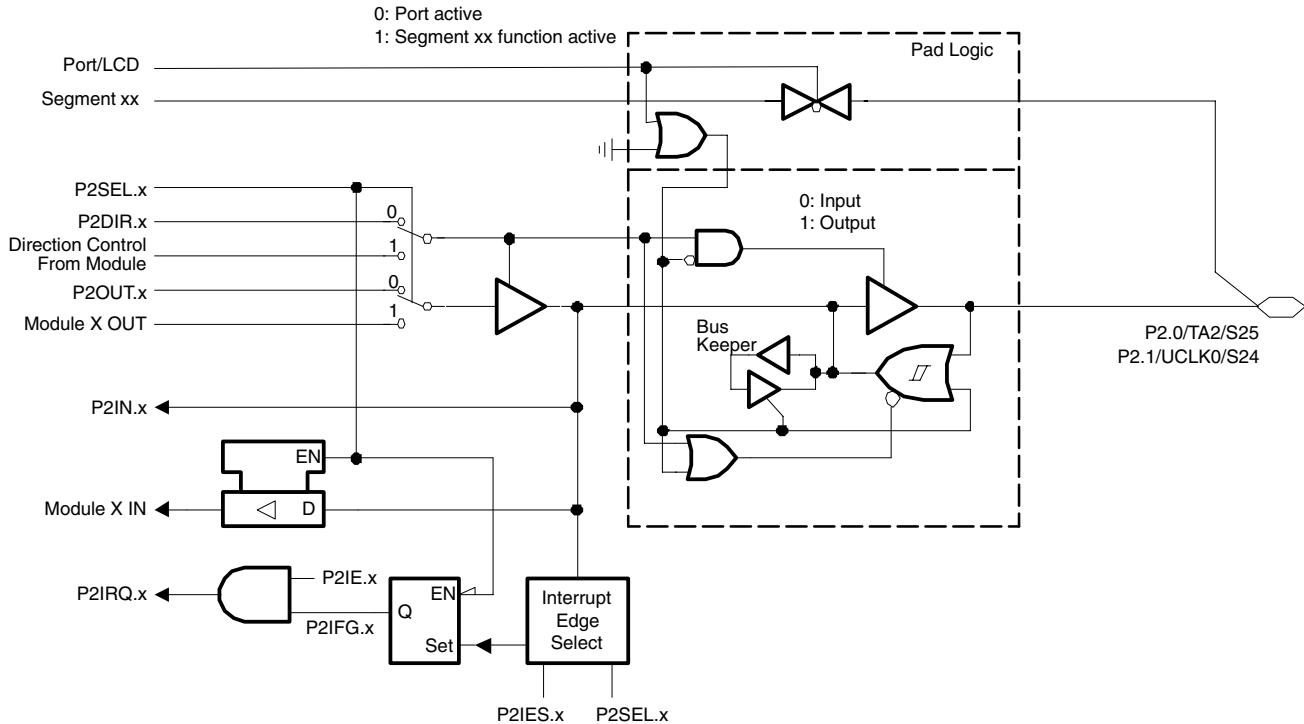 0: Port active
1: Segment xx function active
Pad Logic
Port/LCD
Segment xx
P2SEL.x
0: Input
1: Output
0
P2DIR.x
1
Direction Control
From Module
0
P2OUT.x
1
Module X OUT
Bus
Keeper
P2.0/TA2/S25
P2.1/UCLK0/S24
P2IN.x
EN
Module X IN
D
P2IE.x
P2IRQ.x
EN
Interrupt
Edge
Select
Q
P2IFG.x
Set
P2IES.x
P2SEL.x